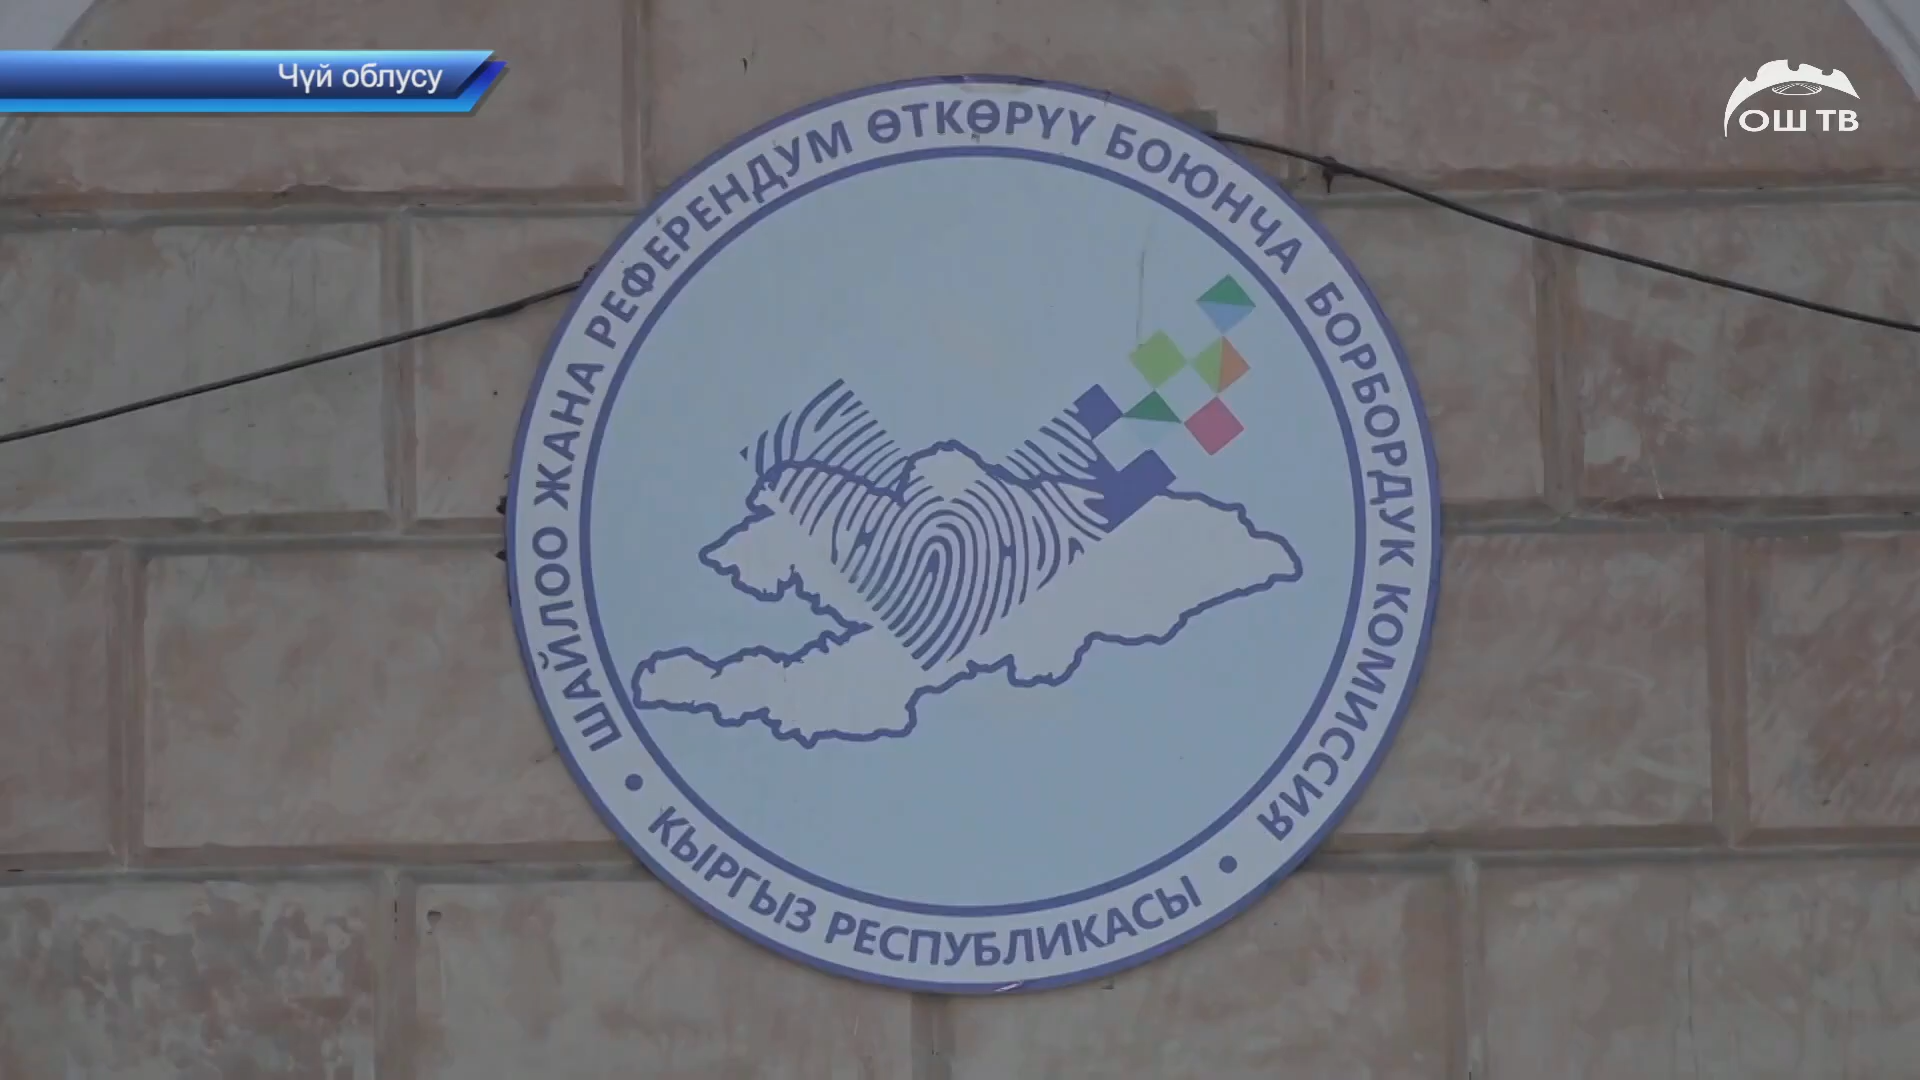 Чүй облусу
ОШ ТВ
ШАЙЛОО ЖАНА РЕФЕРЕНДУМ ӨТКӨРҮҮ БОЮНЧА БОРБОРДУК КОМИССИЯ
КЫРГЫЗ РЕСПУБЛИКАСЫ